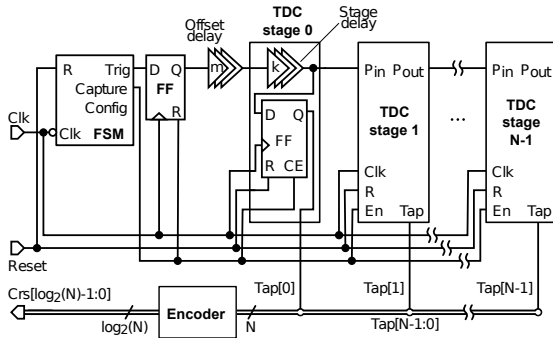 Offset
delay
TDC
stage 0
Stage
delay
R
Trig
Capture
Config
Clk
FSM
D
Q
FF
R
m
k
D
Q
FF
R
CE
Pin
Pout
TDC
stage 1
Clk
R
En
Tap
...
Pin
Pout
TDC
stage
N-1
Clk
R
En
Tap
Clk
Reset
Crs[log2(N)-1:0]
log2(N)
Encoder
N
Tap[0]
Tap[1]
Tap[N-1]
Tap[N-1:0]